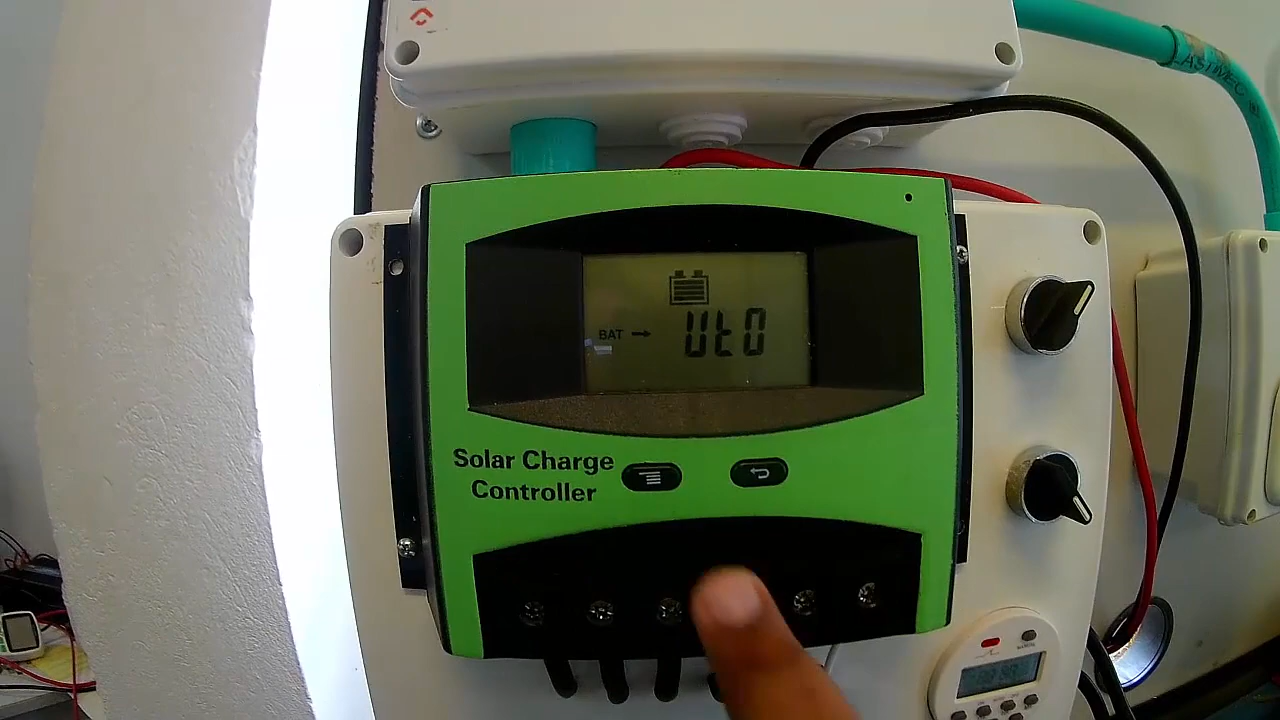 BAT → UtO
Solar Charge
Controller